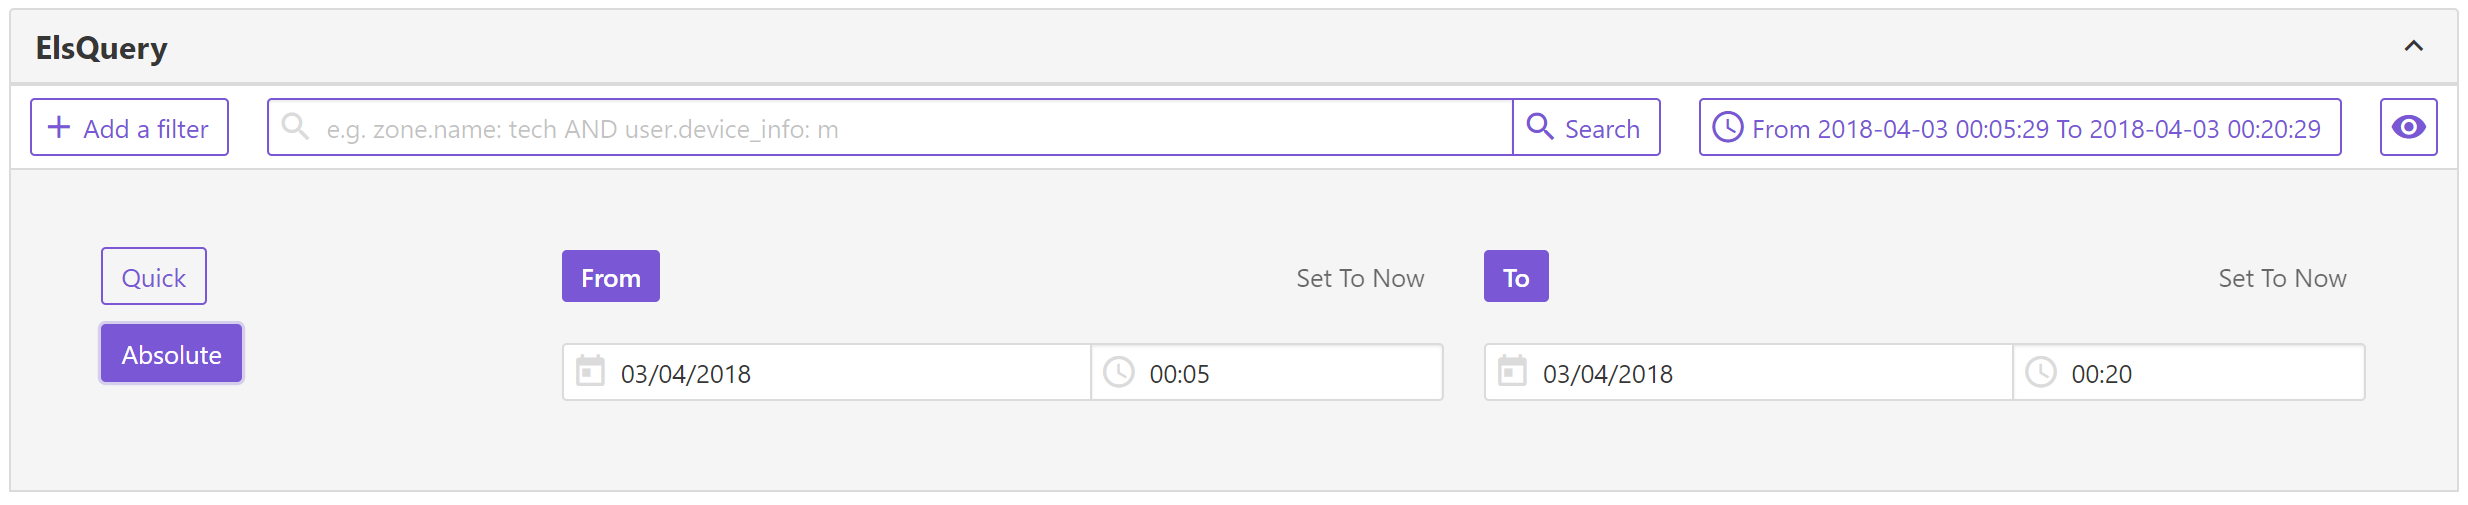 ElsQuery
Add a filter
e.g. zone.name: tech AND user.device_info: m
Search
From 2018-04-03 00:05:29 To 2018-04-03 00:20:29
Quick
Absolute
From
Set To Now
03/04/2018
00:05
To
Set To Now
03/04/2018
00:20